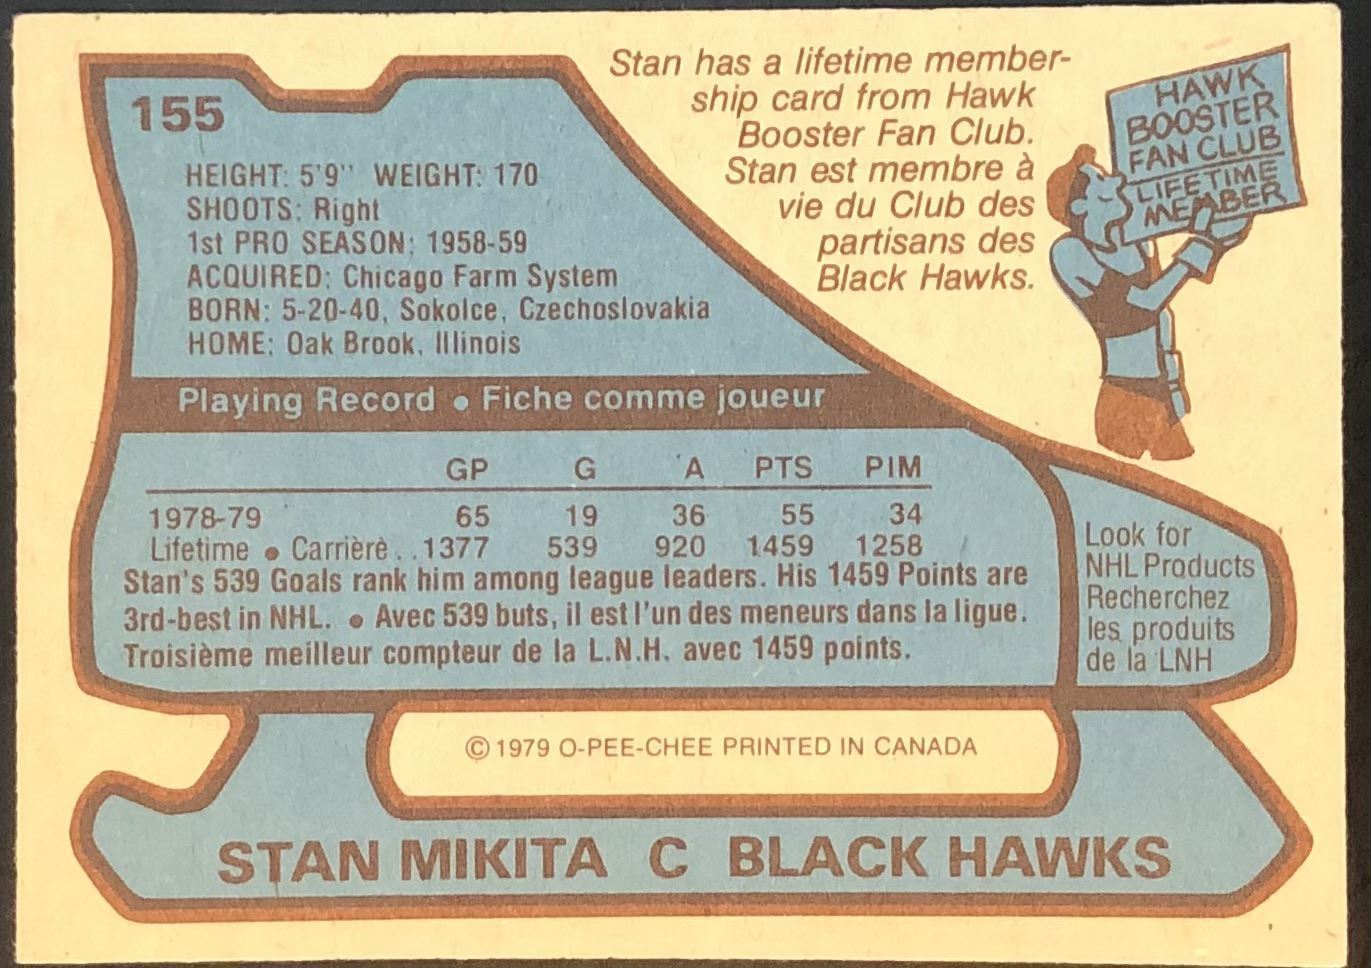 155
HEIGHT: 5'9" WEIGHT: 170
SHOOTS: Right
1st PRO SEASON: 1958-59
ACQUIRED: Chicago Farm System
BORN: 5-20-40, Sokolce, Czechoslovakia
HOME: Oak Brook, Illinois
Stan has a lifetime member-
ship card from Hawk
Booster Fan Club.
Stan est membre à
vie du Club des
partisans des
Black Hawks.
HAWK
BOOSTER
FAN CLUB
LIFETIME
MEMBER
Playing Record • Fiche comme joueur
GP G A PTS PIM
1978-79 65 19 36 55 34
Lifetime • Carrièrè . . 1377 539 920 1459 1258
Stan's 539 Goals rank him among league leaders. His 1459 Points are
3rd-best in NHL. • Avec 539 buts, il est l'un des meneurs dans la ligue.
Troisième meilleur compteur de la L.N.H. avec 1459 points.
Look for
NHL Products
Recherchez
les produits
de la LNH
© 1979 O-PEE-CHEE PRINTED IN CANADA
STAN MIKITA C BLACK HAWKS